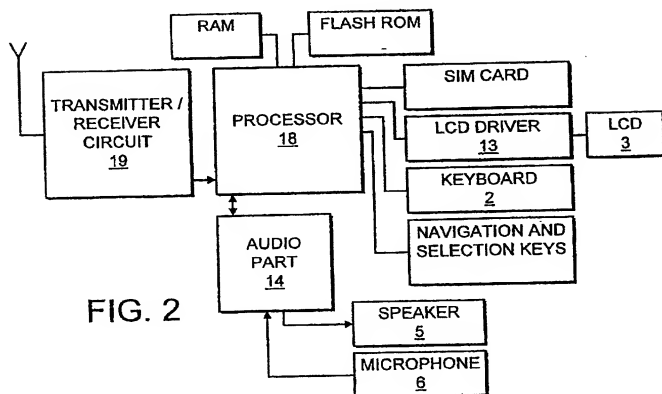 RAM
FLASH ROM
TRANSMITTER /
RECEIVER
CIRCUIT
19
PROCESSOR
18
SIM CARD
LCD DRIVER
13
LCD
3
KEYBOARD
2
NAVIGATION AND
SELECTION KEYS
AUDIO
PART
14
FIG. 2
SPEAKER
5
MICROPHONE
6